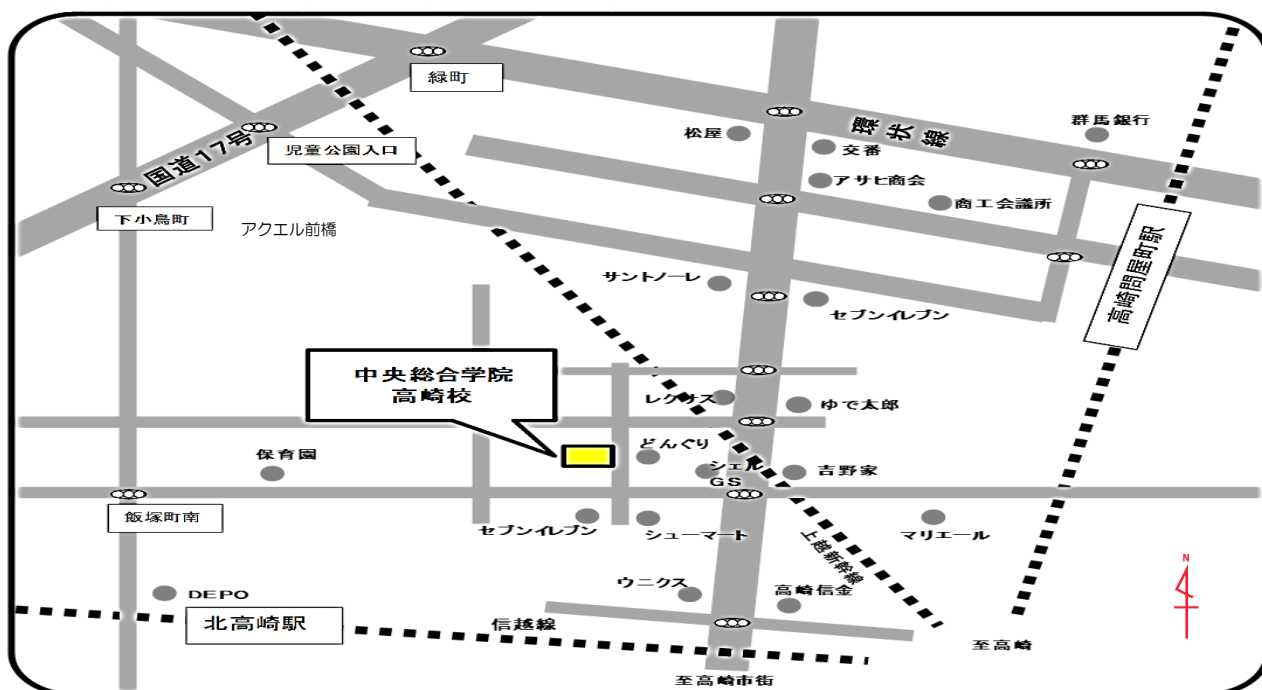 緑町
環状線
群馬銀行
松屋
交番
国道17号
児童公園入口
アサヒ商会
商工会議所
下小鳥町
アクエル前橋
高崎問屋町駅
サントノーレ
セブンイレブン
中央総合学院
高崎校
レクサス
ゆで太郎
どんぐり
保育園
シェル
GS
吉野家
飯塚町南
セブンイレブン
シューマート
マリエール
上越新幹線
ウニクス
高崎信金
DEPO
北高崎駅
信越線
至高崎
至高崎市街
N